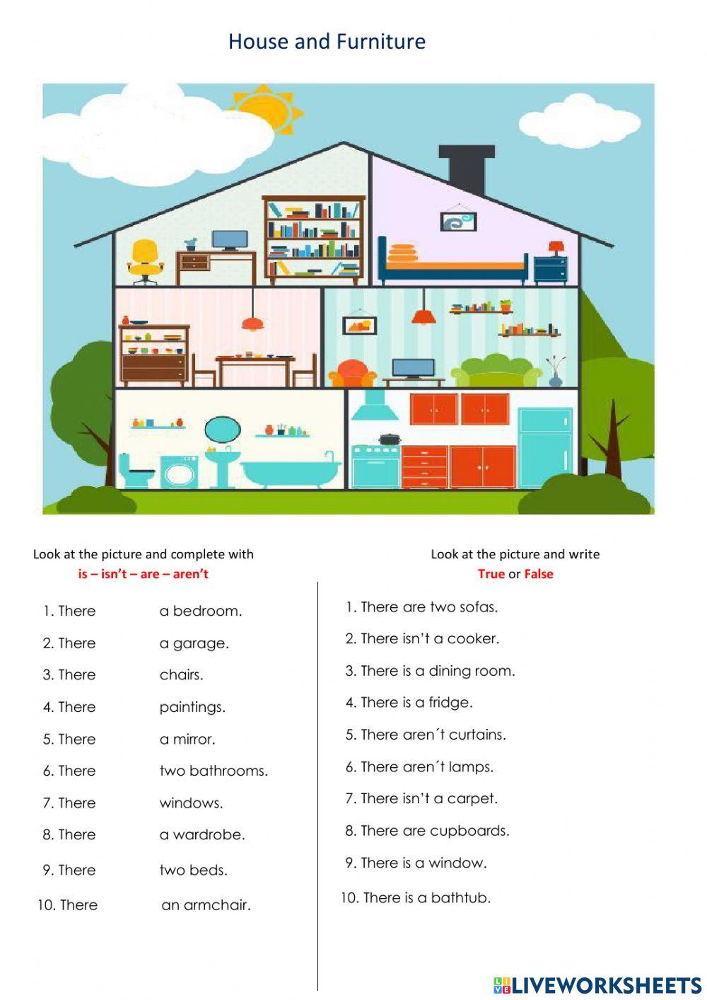 House and Furniture
Look at the picture and complete with
is – isn’t – are – aren’t
1. There a bedroom.
2. There a garage.
3. There chairs.
4. There paintings.
5. There a mirror.
6. There two bathrooms.
7. There windows.
8. There a wardrobe.
9. There two beds.
10. There an armchair.
Look at the picture and write
True or False
1. There are two sofas.
2. There isn’t a cooker.
3. There is a dining room.
4. There is a fridge.
5. There aren´t curtains.
6. There aren´t lamps.
7. There isn’t a carpet.
8. There are cupboards.
9. There is a window.
10. There is a bathtub.
LIVE LIVEWORKSHEETS